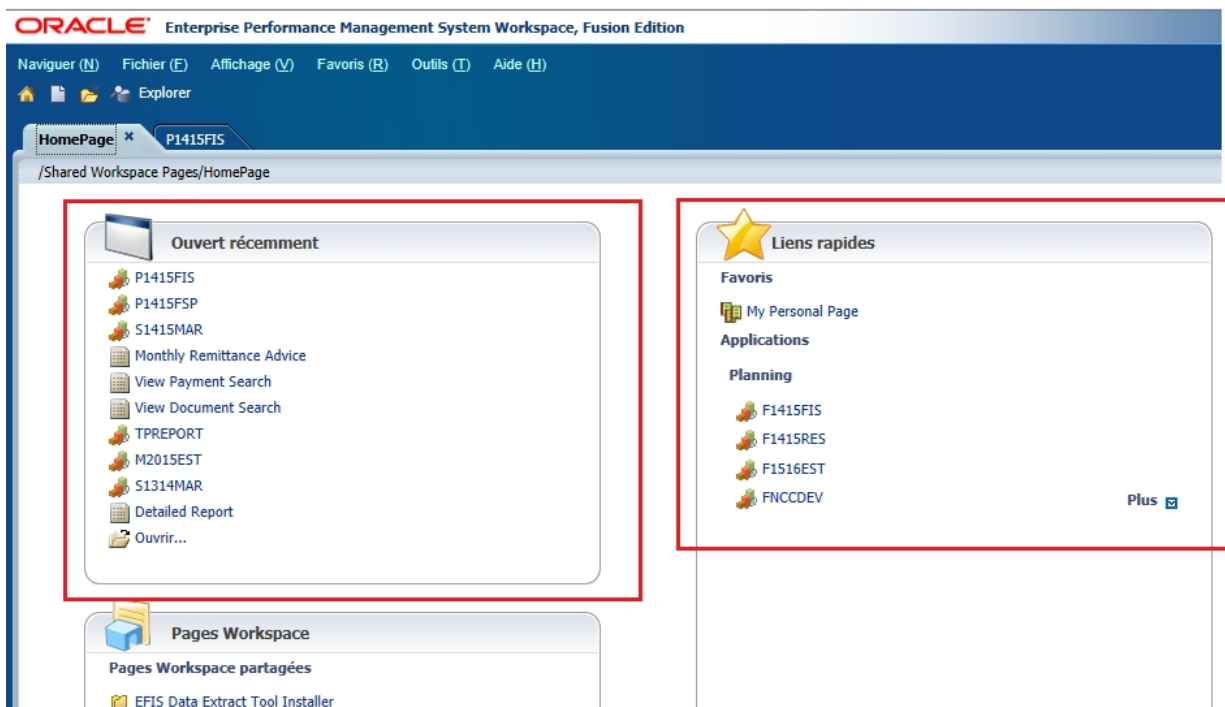 ORACLE Enterprise Performance Management System Workspace, Fusion Edition
Naviguer (N) Fichier (F) Affichage (V) Favoris (R) Outils (T) Aide (H)
Explorer
HomePage P1415FIS
/Shared Workspace Pages/HomePage
Ouvert récemment
P1415FIS
P1415FSP
S1415MAR
Monthly Remittance Advice
View Payment Search
View Document Search
TPREPORT
M2015EST
S1314MAR
Detailed Report
Ouvrir...
Liens rapides
Favoris
My Personal Page
Applications
Planning
F1415FIS
F1415RES
F1516EST
FNCCDEV
Plus
Pages Workspace
Pages Workspace partagées
EFIS Data Extract Tool Installer